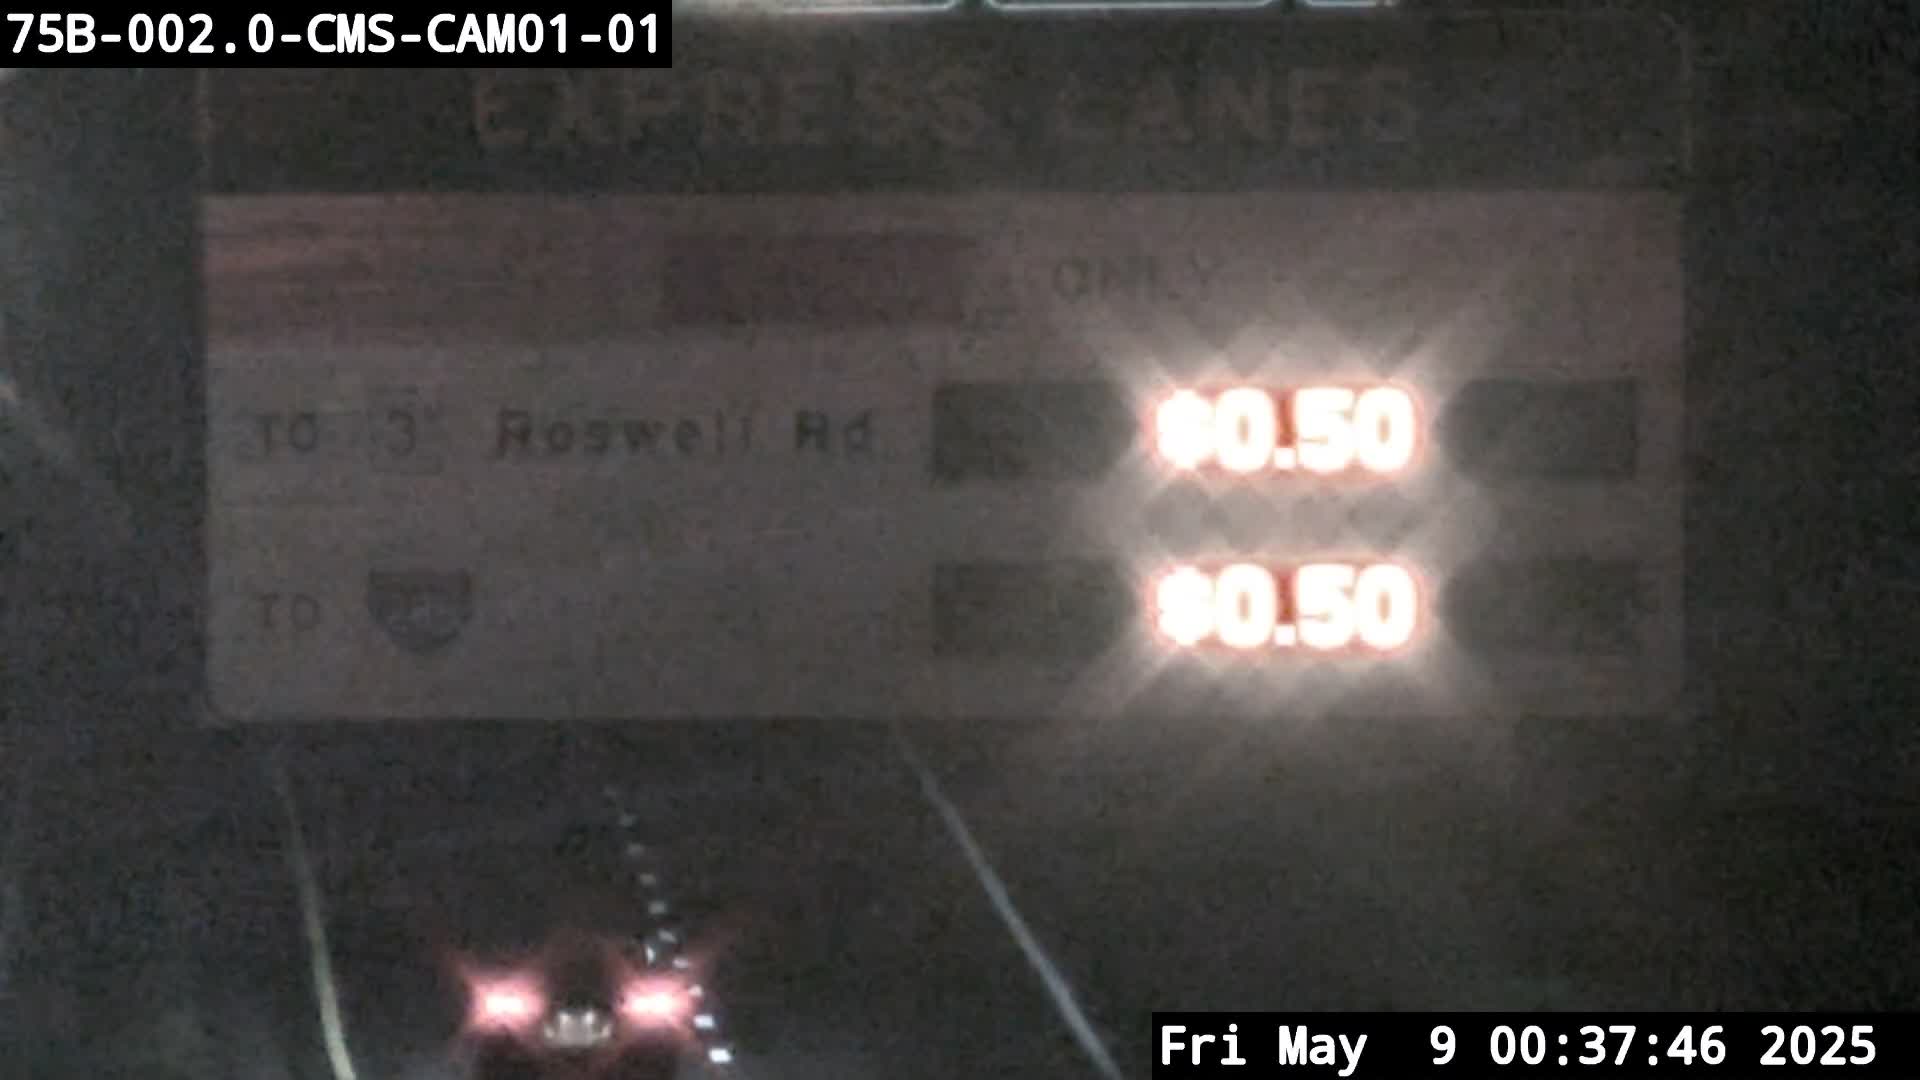 75B-002.0-CMS-CAM01-01
EXPRESS LANES
ONLY
TO 3 Roswell Rd $0.50
TO $0.50
Fri May 9 00:37:46 2025